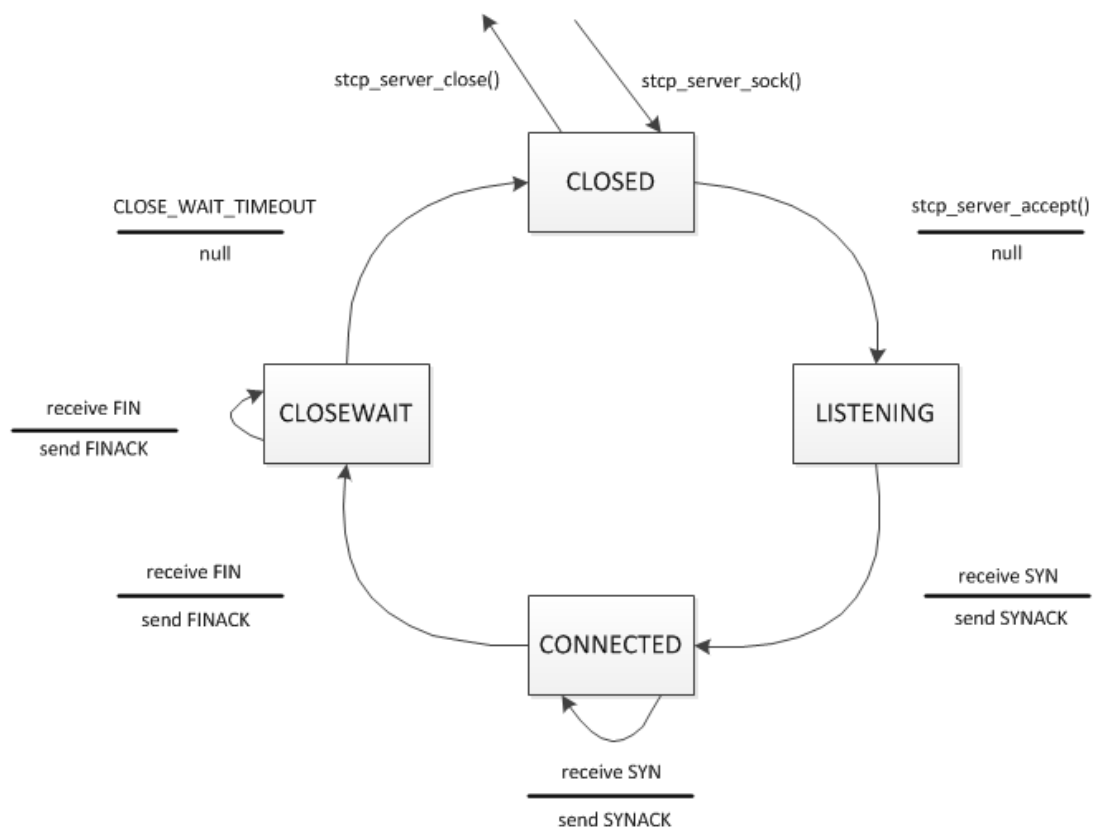 stcp_server_close()
stcp_server_sock()
CLOSED
CLOSE_WAIT_TIMEOUT
null
stcp_server_accept()
null
CLOSEWAIT
LISTENING
receive FIN
send FINACK
receive FIN
send FINACK
receive SYN
send SYNACK
CONNECTED
receive SYN
send SYNACK